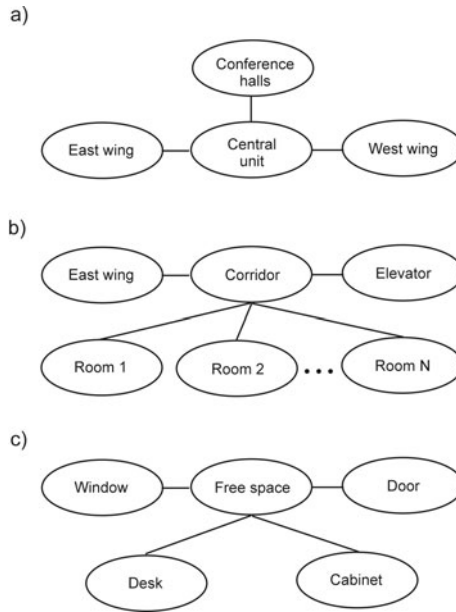 a)
Conference
halls
East wing
Central
unit
West wing
b)
East wing
Corridor
Elevator
Room 1
Room 2
Room N
c)
Window
Free space
Door
Desk
Cabinet